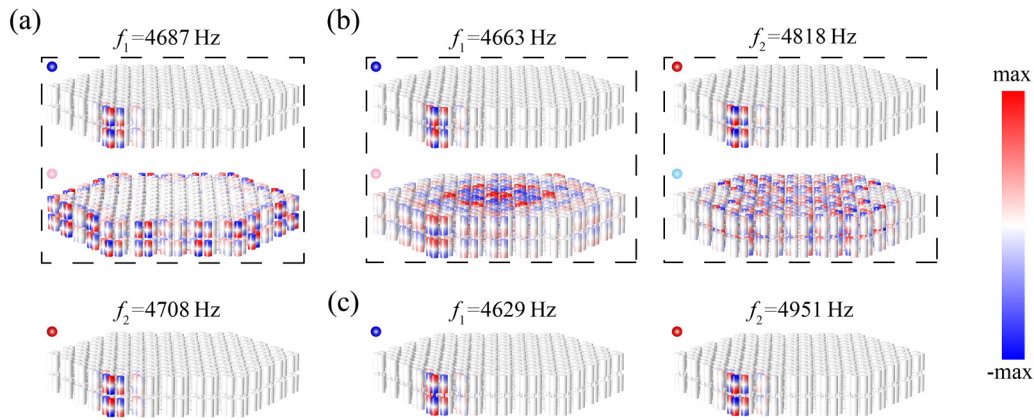 (a)
f₁=4687 Hz
(b)
f₁=4663 Hz
f₂=4818 Hz
max
-max
f₂=4708 Hz
(c)
f₁=4629 Hz
f₂=4951 Hz